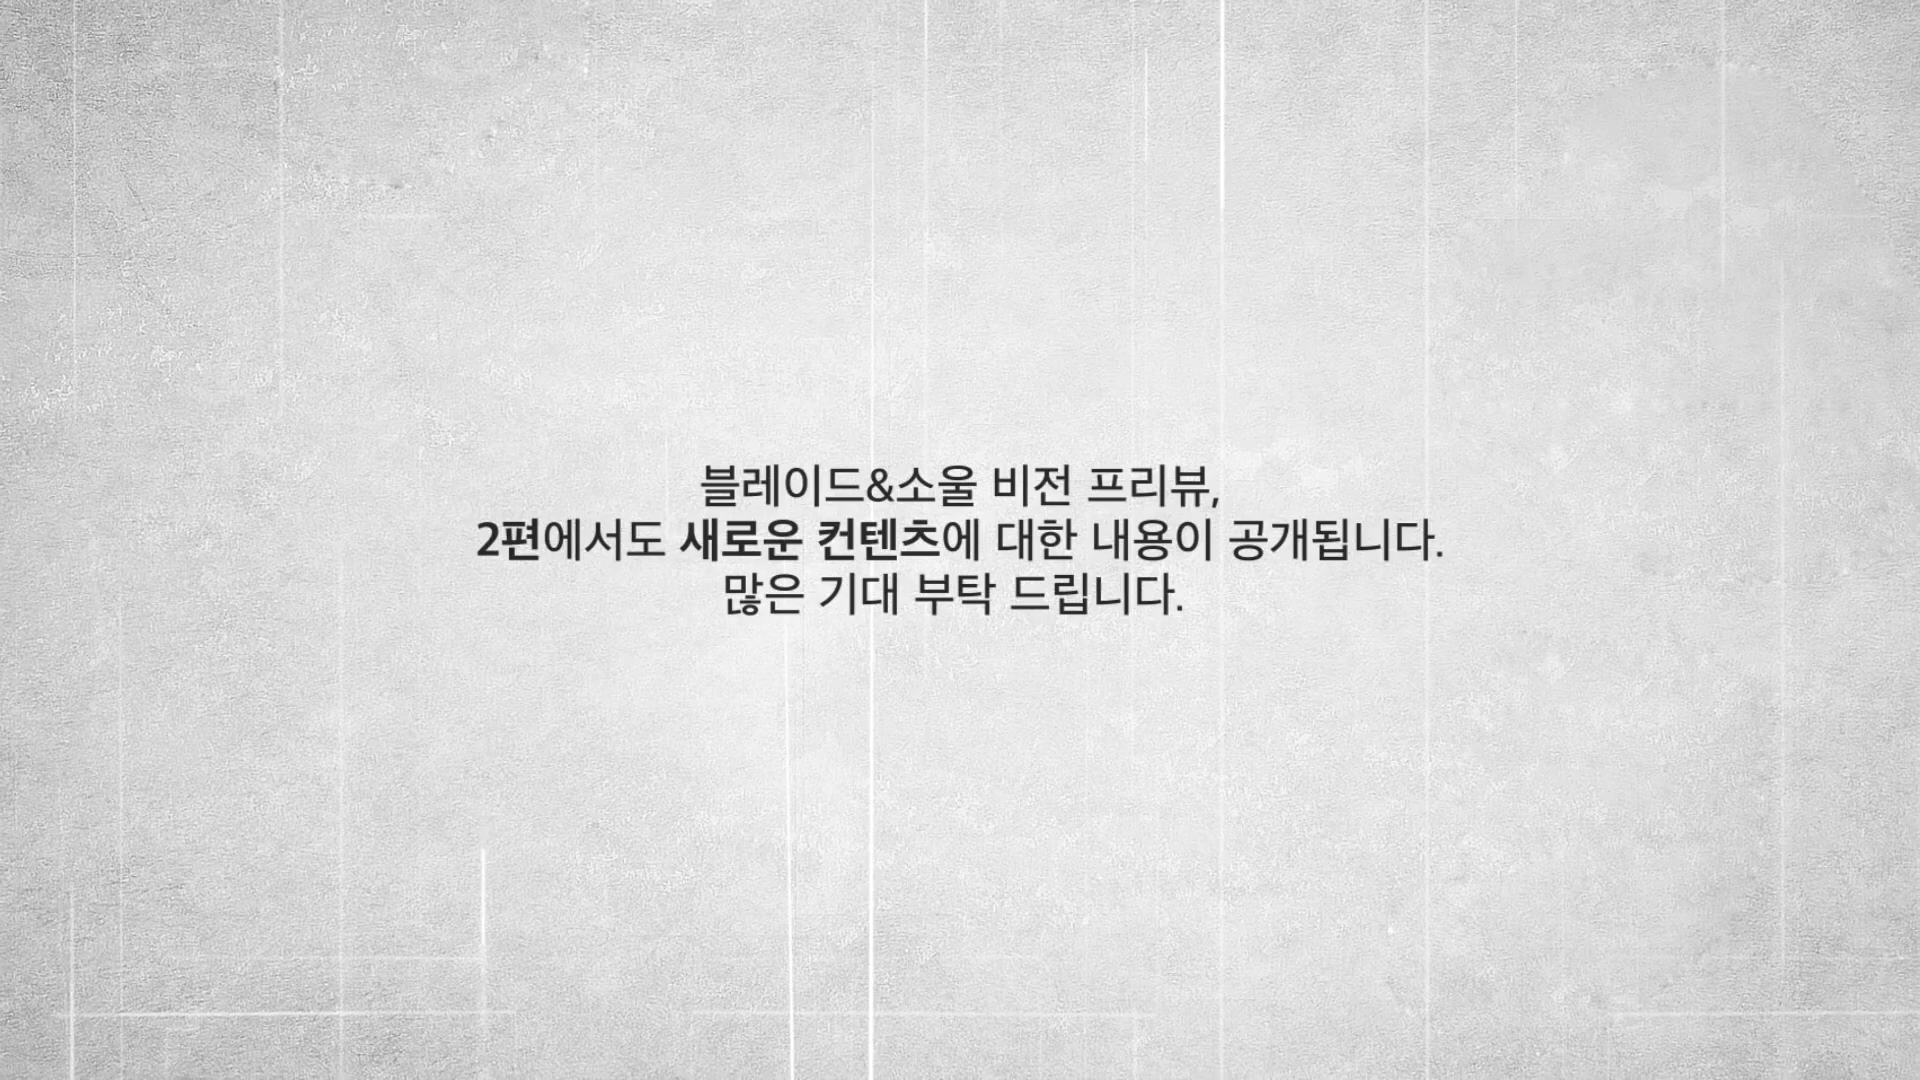 블레이드&소울 비전 프리뷰,
2편에서도 새로운 컨텐츠에 대한 내용이 공개됩니다.
많은 기대 부탁 드립니다.